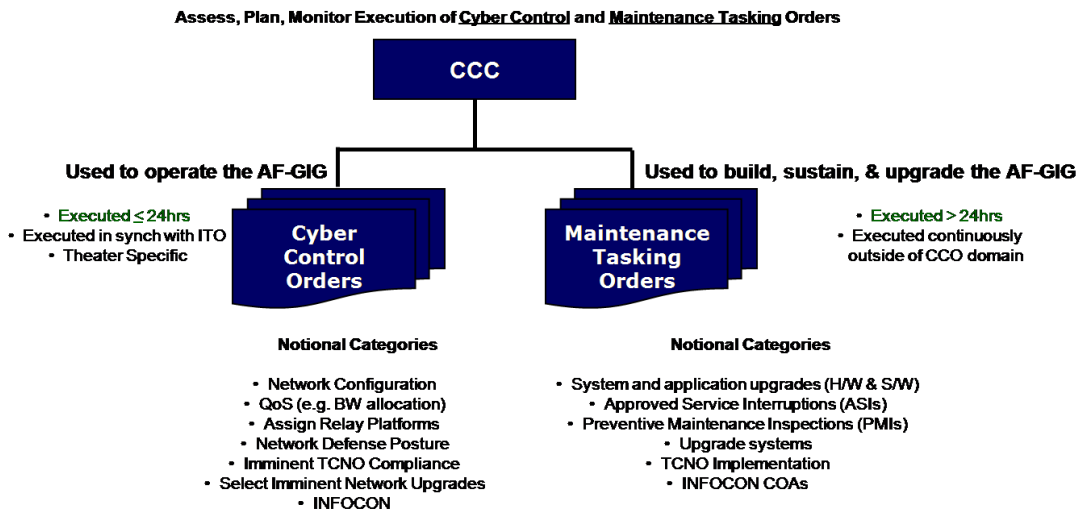 Assess, Plan, Monitor Execution of Cyber Control and Maintenance Tasking Orders
CCC
Used to operate the AF-GIG
• Executed ≤ 24hrs
• Executed in synch with ITO
• Theater Specific
Cyber
Control
Orders
Used to build, sustain, & upgrade the AF-GIG
Maintenance
Tasking
Orders
• Executed > 24hrs
• Executed continuously
outside of CCO domain
Notional Categories
• Network Configuration
• QoS (e.g. BW allocation)
• Assign Relay Platforms
• Network Defense Posture
• Imminent TCNO Compliance
• Select Imminent Network Upgrades
• INFOCON
Notional Categories
• System and application upgrades (H/W & S/W)
• Approved Service Interruptions (ASIs)
• Preventive Maintenance Inspections (PMIs)
• Upgrade systems
• TCNO Implementation
• INFOCON COAs